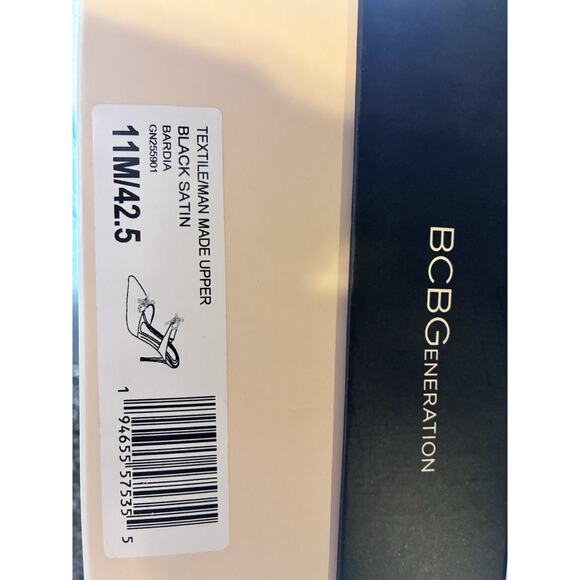 BCBGENERATION
TEXTILE/MAN MADE UPPER
BLACK SATIN
BARDIA
GN255901
11M/42.5
1 94655 57535 5